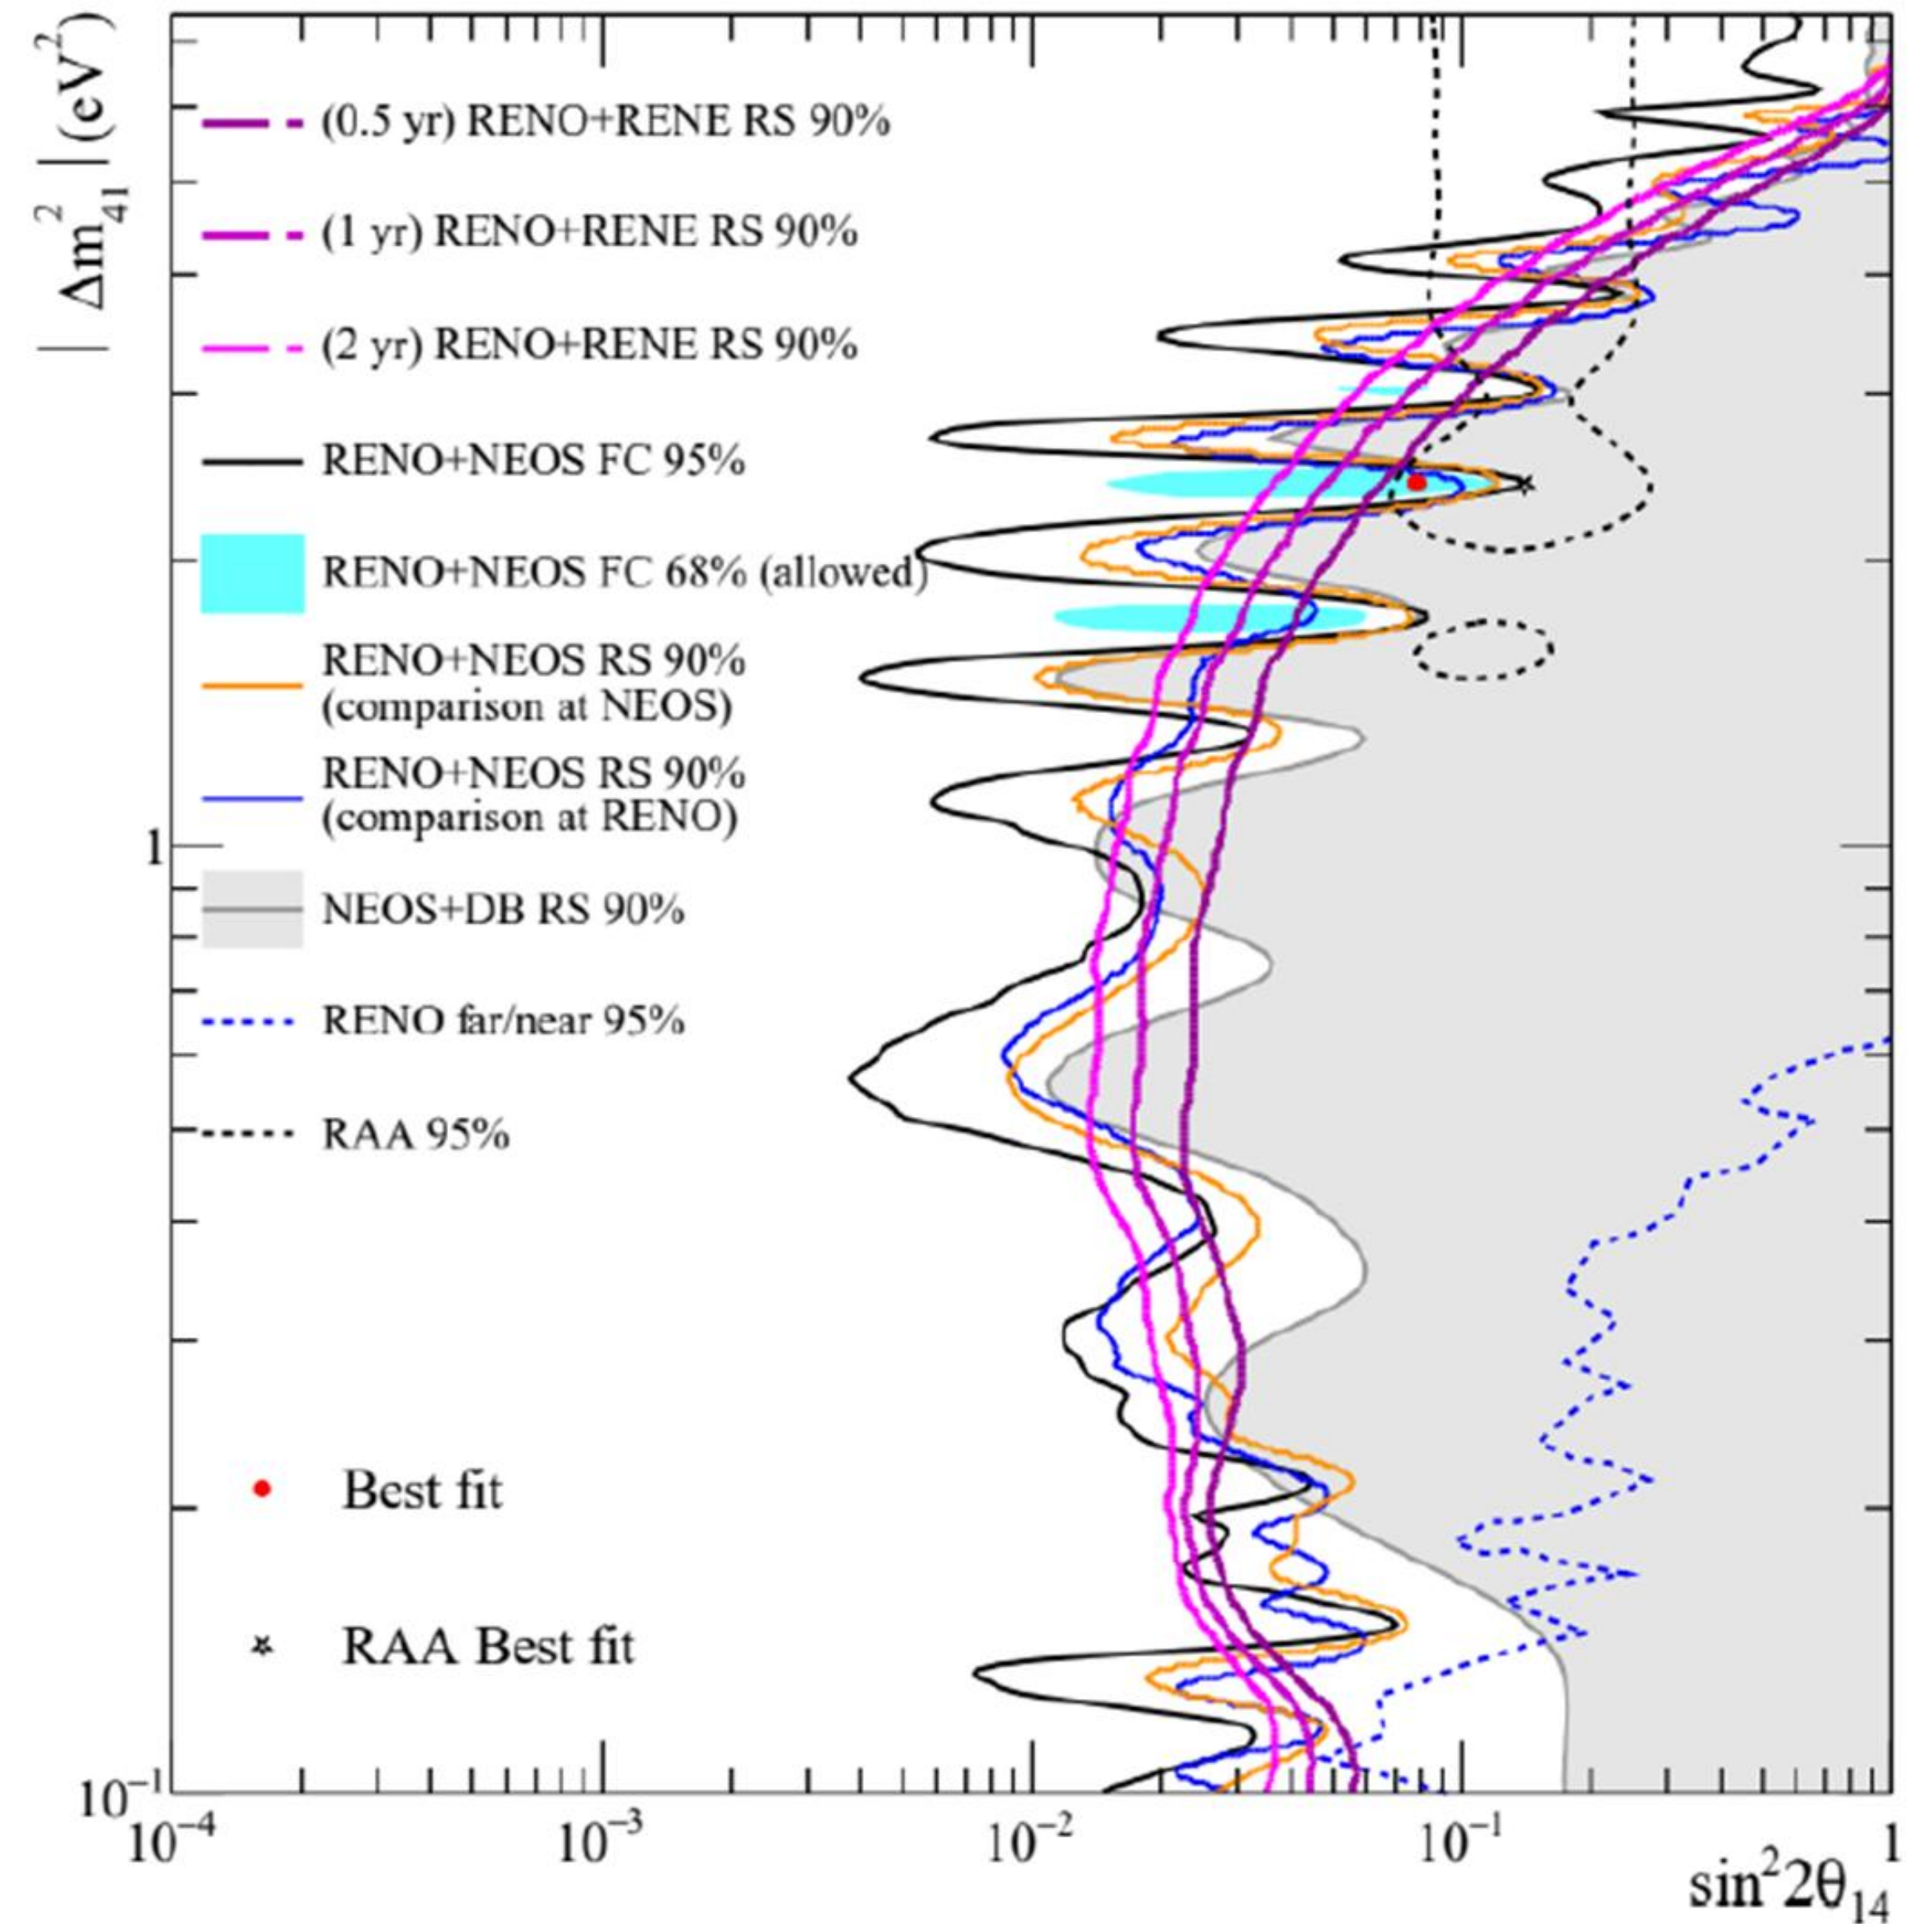 | Δm²₄₁ | (eV²)
(0.5 yr) RENO+RENE RS 90%
(1 yr) RENO+RENE RS 90%
(2 yr) RENO+RENE RS 90%
RENO+NEOS FC 95%
RENO+NEOS FC 68% (allowed)
RENO+NEOS RS 90%
(comparison at NEOS)
RENO+NEOS RS 90%
(comparison at RENO)
1
NEOS+DB RS 90%
RENO far/near 95%
RAA 95%
Best fit
RAA Best fit
10⁻¹
10⁻⁴ 10⁻³ 10⁻² 10⁻¹ 1
sin²2θ₁₄